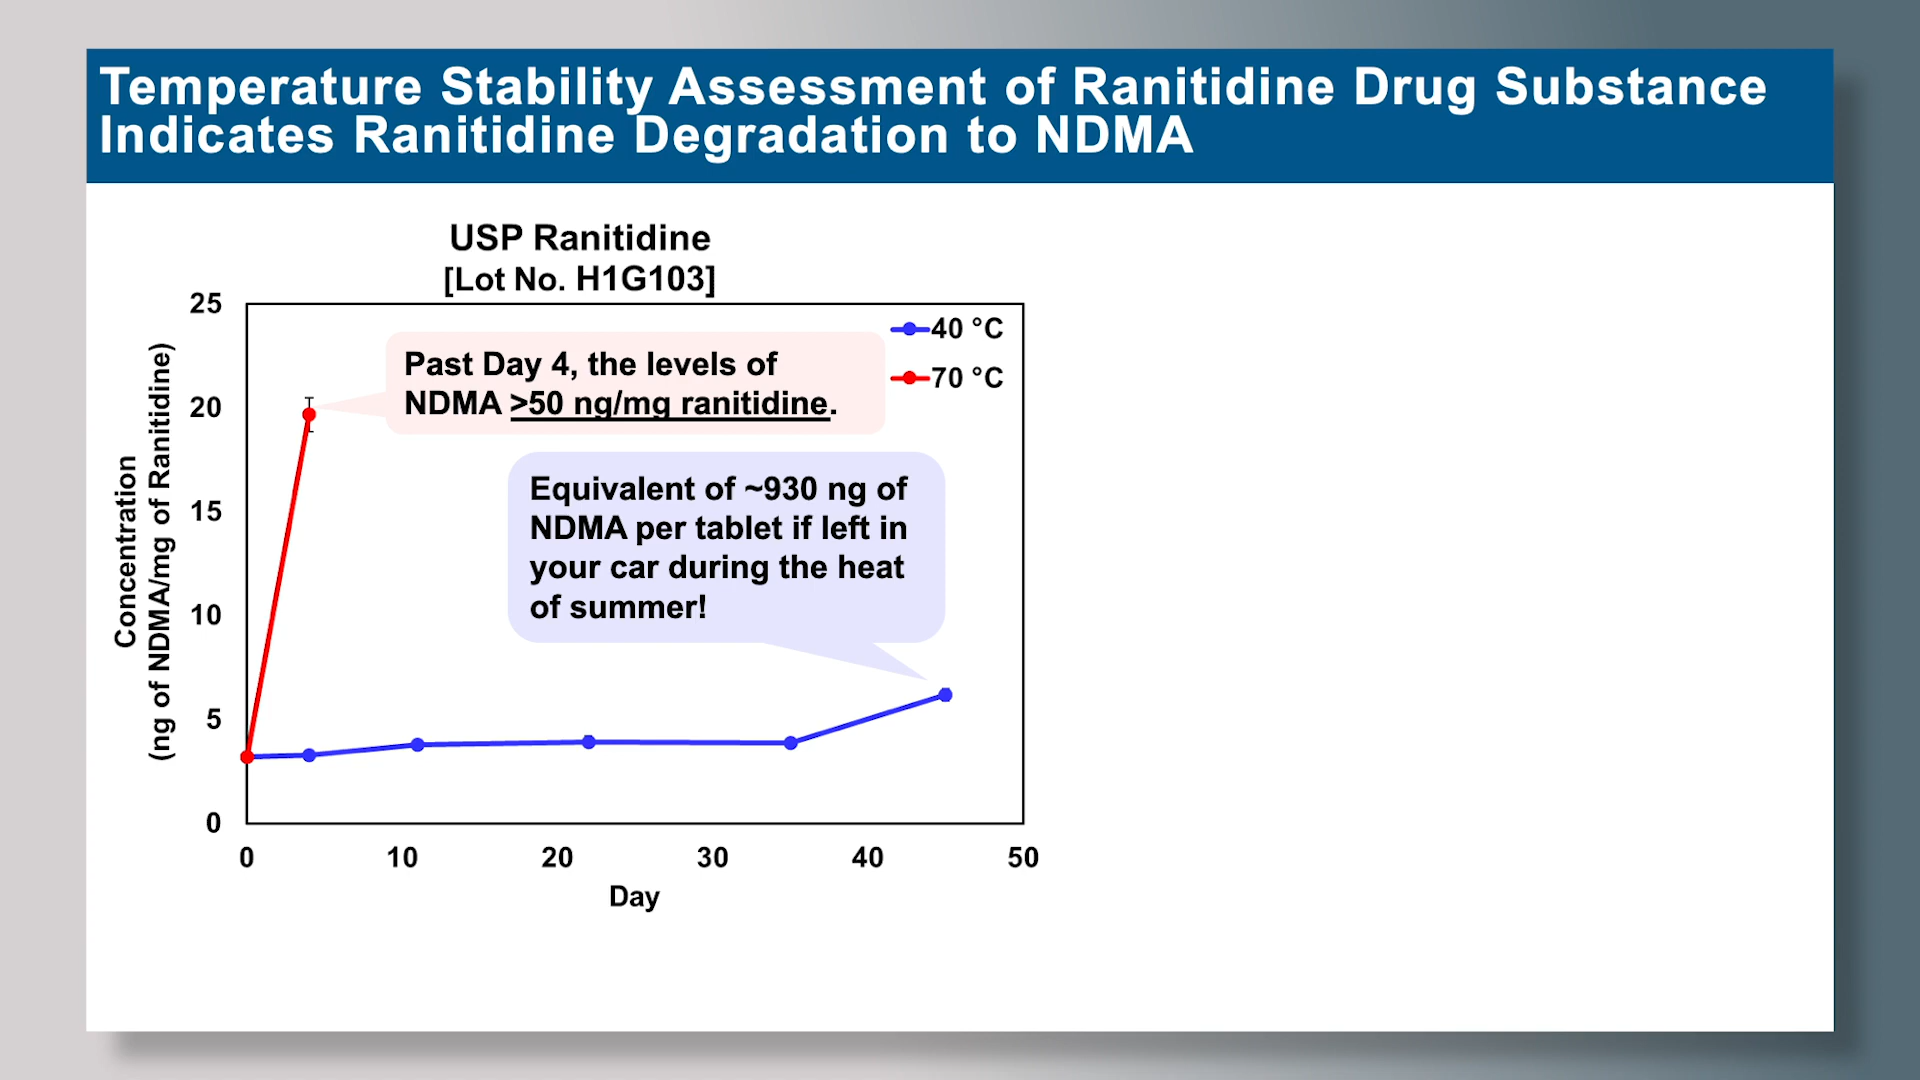 Temperature Stability Assessment of Ranitidine Drug Substance
Indicates Ranitidine Degradation to NDMA
USP Ranitidine
[Lot No. H1G103]
40 °C
70 °C
Past Day 4, the levels of
NDMA >50 ng/mg ranitidine.
Equivalent of ~930 ng of
NDMA per tablet if left in
your car during the heat
of summer!
Concentration
(ng of NDMA/mg of Ranitidine)
25
20
15
10
5
0
0 10 20 30 40 50
Day